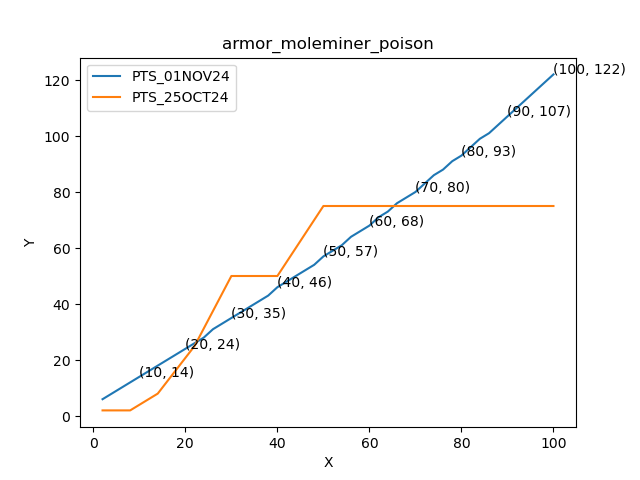 armor_moleminer_poison
PTS_01NOV24
PTS_25OCT24
(100, 122)
(90, 107)
(80, 93)
(70, 80)
(60, 68)
(50, 57)
(40, 46)
(30, 35)
(20, 24)
(10, 14)
120
100
80
60
40
20
0
Y
0 20 40 60 80 100
X